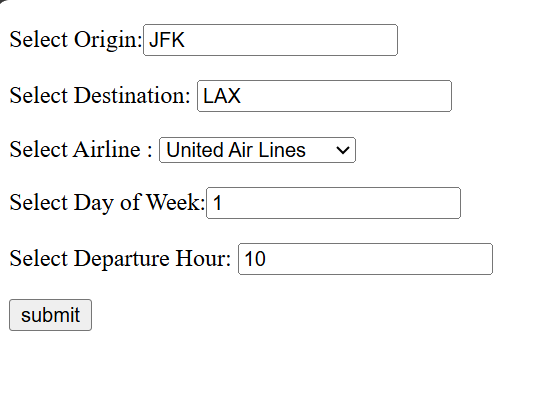 Select Origin: JFK
Select Destination: LAX
Select Airline : United Air Lines
Select Day of Week: 1
Select Departure Hour: 10
submit